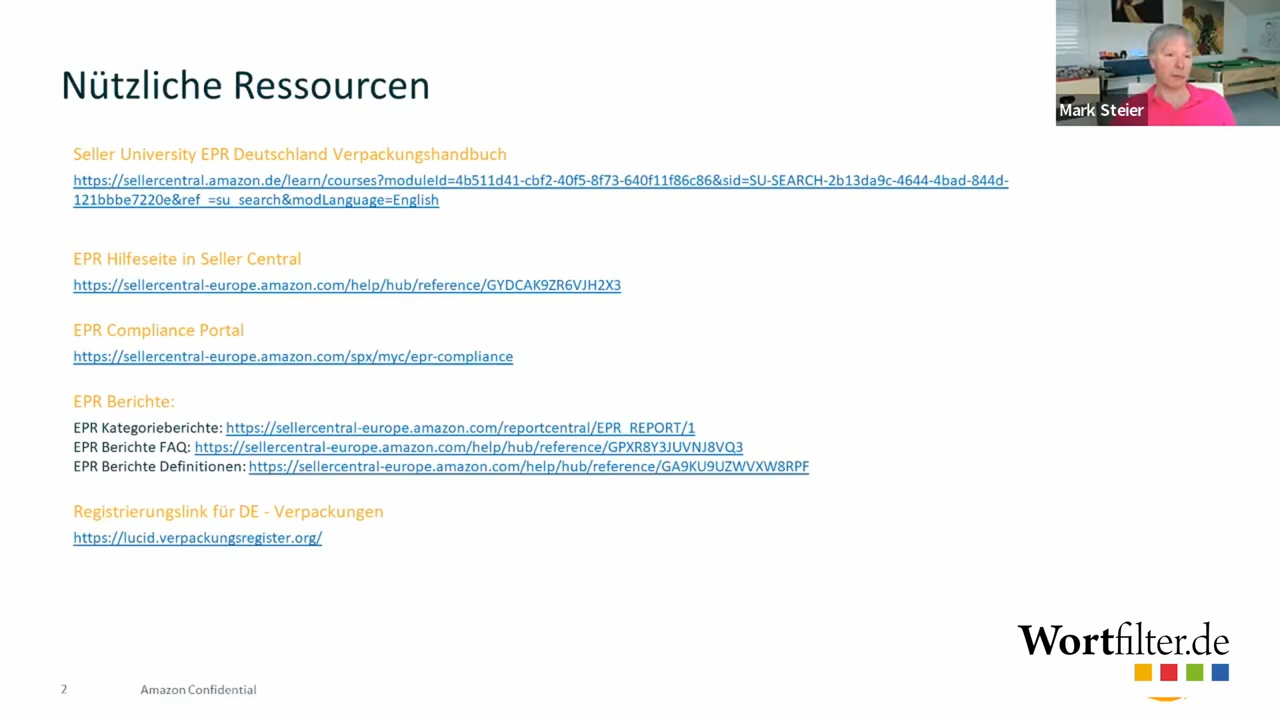 Nützliche Ressourcen
Mark Steier
Seller University EPR Deutschland Verpackungshandbuch
https://sellercentral.amazon.de/learn/courses?moduleId=4b511d41-cbf2-40f5-8f73-640f11f86c86&sid=SU-SEARCH-2b13da9c-4644-4bad-844d-
121bbbe7220e&ref_=su_search&modLanguage=English
EPR Hilfeseite in Seller Central
https://sellercentral-europe.amazon.com/help/hub/reference/GYDCAK9ZR6VJH2X3
EPR Compliance Portal
https://sellercentral-europe.amazon.com/spx/myc/epr-compliance
EPR Berichte:
EPR Kategorieberichte: https://sellercentral-europe.amazon.com/reportcentral/EPR_REPORT/1
EPR Berichte FAQ: https://sellercentral-europe.amazon.com/help/hub/reference/GPXR8Y3JUVNJ8VQ3
EPR Berichte Definitionen: https://sellercentral-europe.amazon.com/help/hub/reference/GA9KU9UZWVXW8RPF
Registrierungslink für DE - Verpackungen
https://lucid.verpackungsregister.org/
Wortfilter.de
2 Amazon Confidential